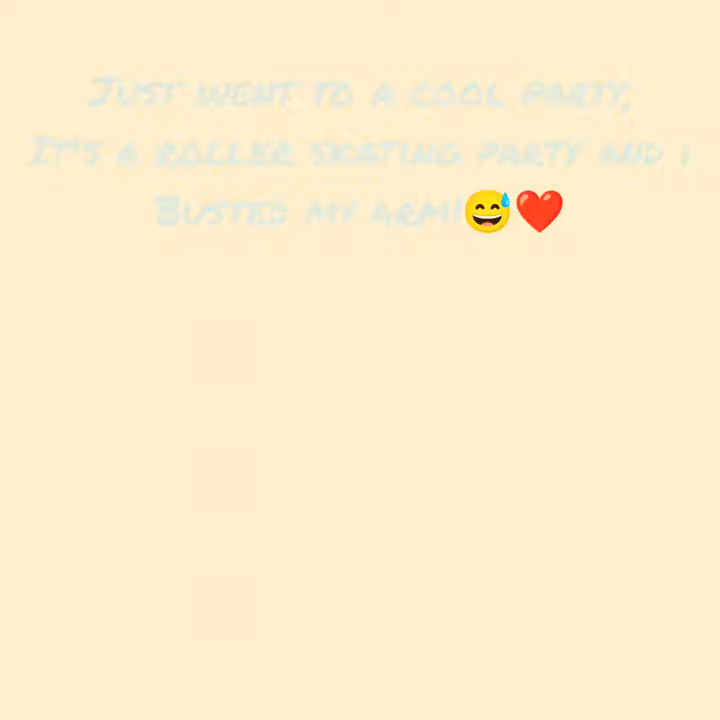 Just went to a cool party,
It's a roller skating party and i
Busted my arm!😅❤️